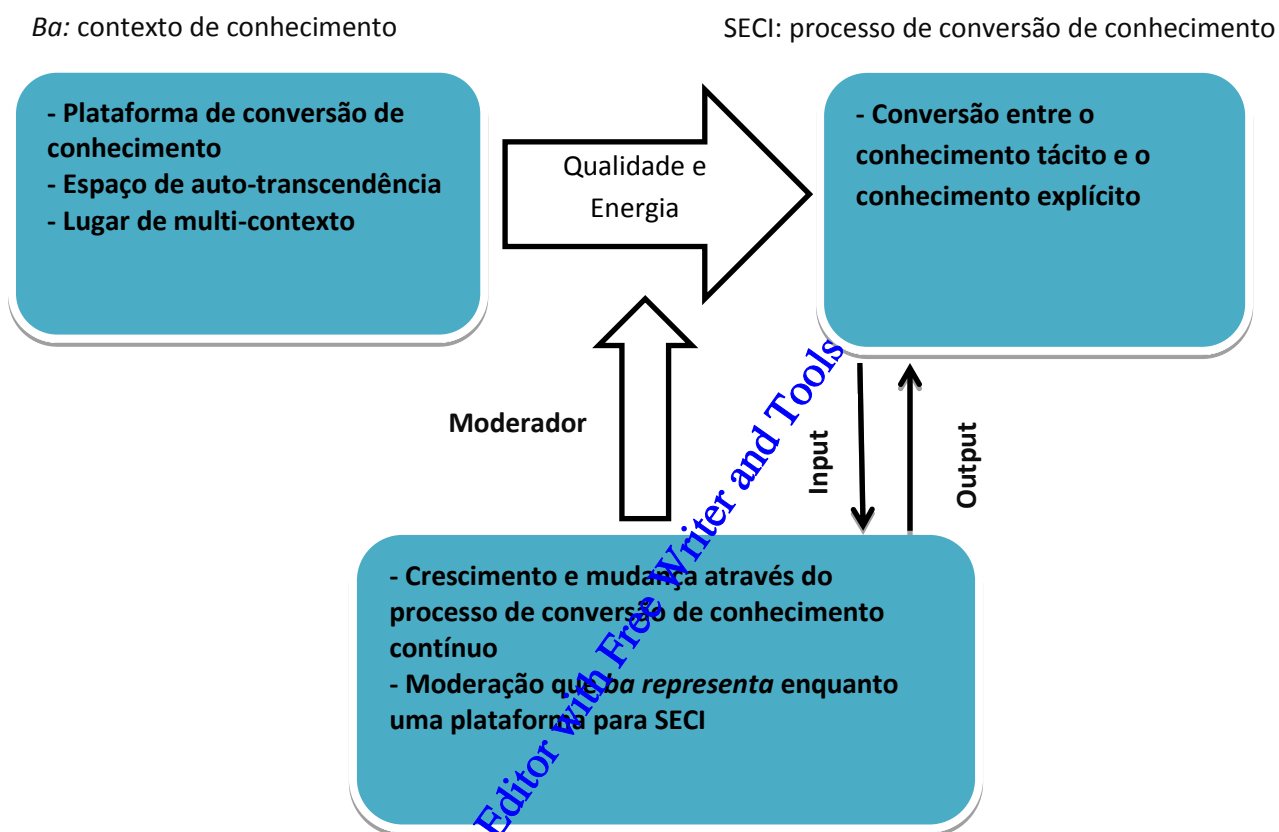 Ba: contexto de conhecimento
SECI: processo de conversão de conhecimento
- Plataforma de conversão de
conhecimento
- Espaço de auto-transcendência
- Lugar de multi-contexto
Qualidade e
Energia
- Conversão entre o
conhecimento tácito e o
conhecimento explícito
Moderador
Input
Output
- Crescimento e mudança através do
processo de conversão de conhecimento
contínuo
- Moderação que ba representa enquanto
uma plataforma para SECI
Editor with Free Writer and Tools